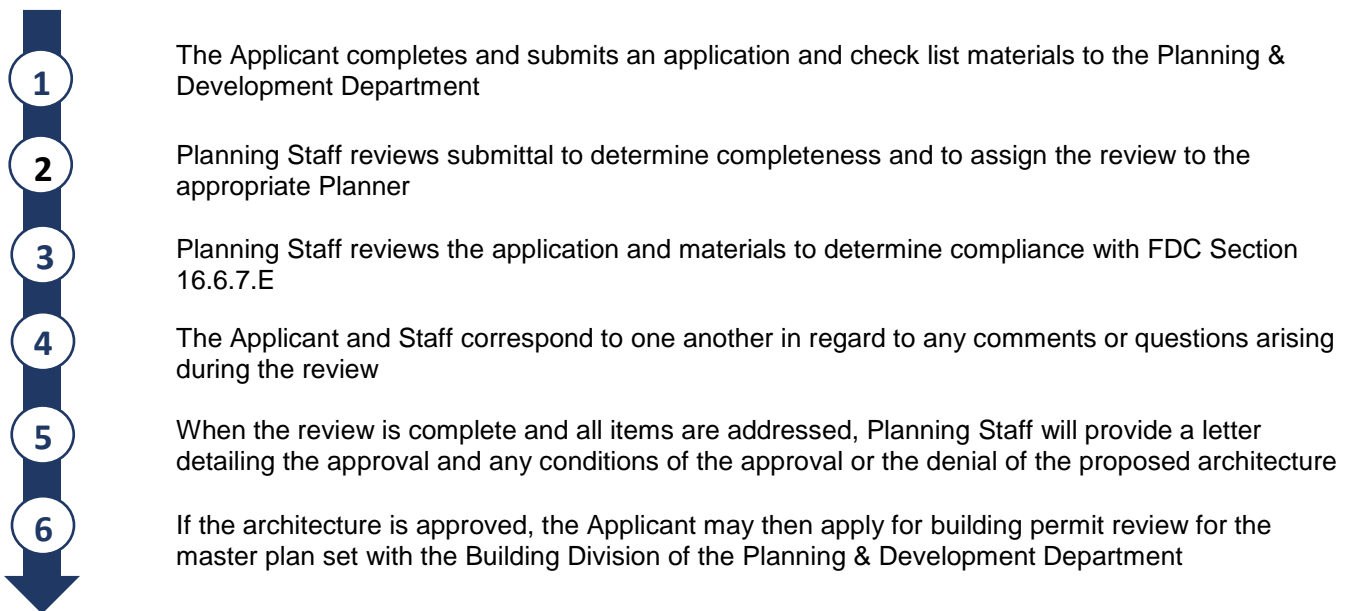 1
The Applicant completes and submits an application and check list materials to the Planning &
Development Department
2
Planning Staff reviews submittal to determine completeness and to assign the review to the
appropriate Planner
3
Planning Staff reviews the application and materials to determine compliance with FDC Section
16.6.7.E
4
The Applicant and Staff correspond to one another in regard to any comments or questions arising
during the review
5
When the review is complete and all items are addressed, Planning Staff will provide a letter
detailing the approval and any conditions of the approval or the denial of the proposed architecture
6
If the architecture is approved, the Applicant may then apply for building permit review for the
master plan set with the Building Division of the Planning & Development Department